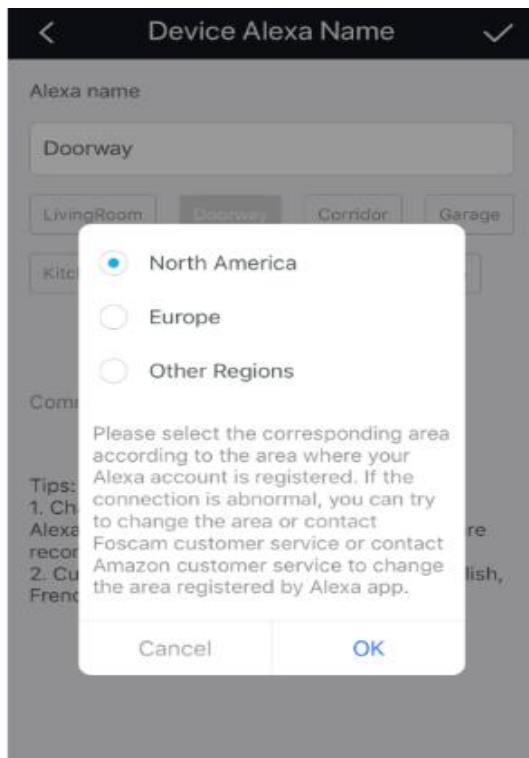 Device Alexa Name
Alexa name
Doorway
LivingRoom Doorway Corridor Garage
North America
Europe
Other Regions
Please select the corresponding area
according to the area where your
Alexa account is registered. If the
connection is abnormal, you can try
to change the area or contact
Foscam customer service or contact
Amazon customer service to change
the area registered by Alexa app.
Tips:
1.
Alexa
2.
Cancel OK